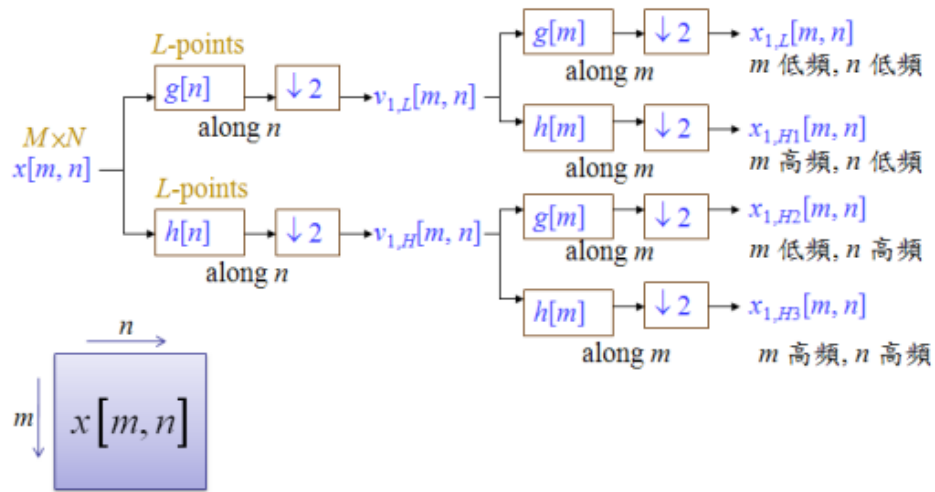 L-points
g[n]
↓ 2
along n
v1,L[m, n]
g[m]
↓ 2
along m
x1,L[m, n]
m 低頻, n 低頻
h[m]
↓ 2
along m
x1,H1[m, n]
m 高頻, n 低頻
M×N
x[m, n]
L-points
h[n]
↓ 2
along n
v1,H[m, n]
g[m]
↓ 2
along m
x1,H2[m, n]
m 低頻, n 高頻
h[m]
↓ 2
along m
x1,H3[m, n]
m 高頻, n 高頻
n
m
x[m, n]